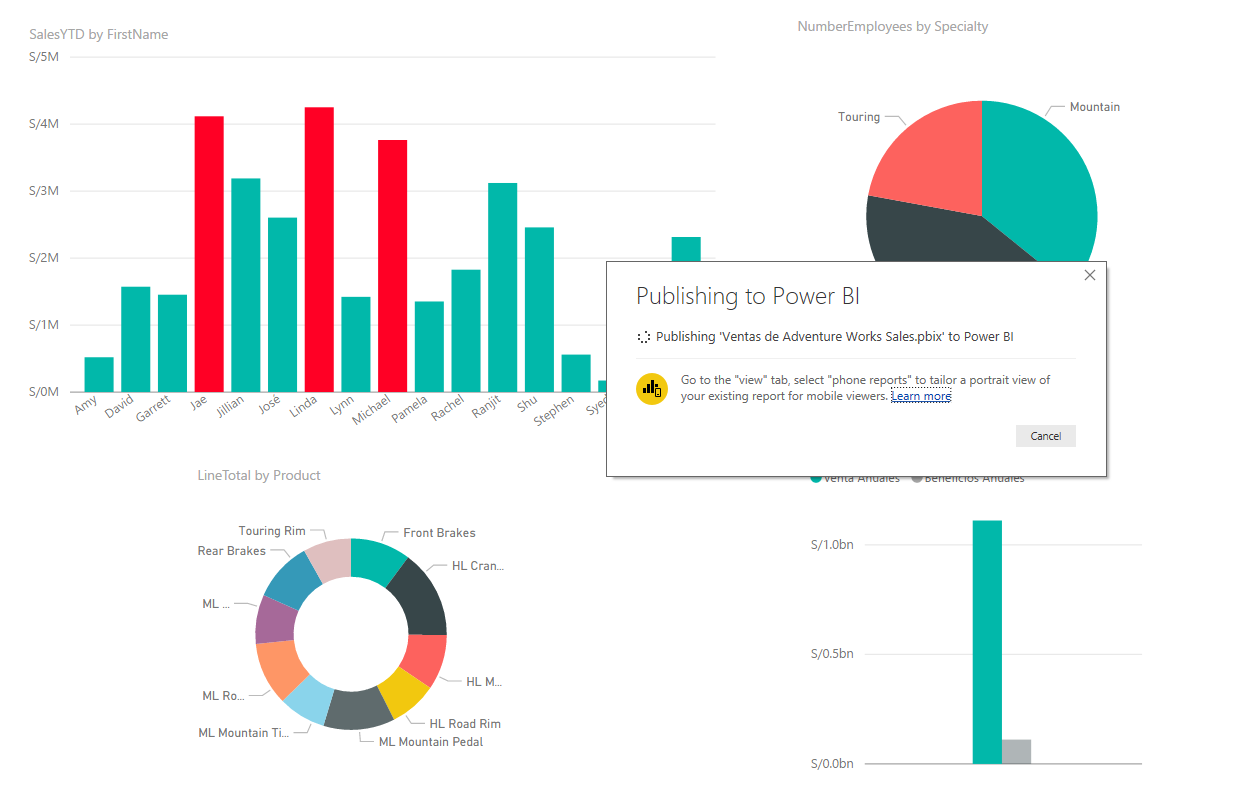 SalesYTD by FirstName
S/5M
S/4M
S/3M
S/2M
S/1M
S/0M
Amy
David
Garrett
Jae
Jillian
José
Linda
Lynn
Michael
Pamela
Rachel
Ranjit
Shu
Stephen
NumberEmployees by Specialty
Touring
Mountain
Publishing to Power BI
Publishing 'Ventas de Adventure Works Sales.pbix' to Power BI
Go to the "view" tab, select "phone reports" to tailor a portrait view of
your existing report for mobile viewers. Learn more
Cancel
LineTotal by Product
Touring Rim
Front Brakes
Rear Brakes
HL Cran...
ML ...
HL M...
ML Ro...
HL Road Rim
ML Mountain Ti...
ML Mountain Pedal
Venta Anuales
Beneficios Anuales
S/1.0bn
S/0.5bn
S/0.0bn